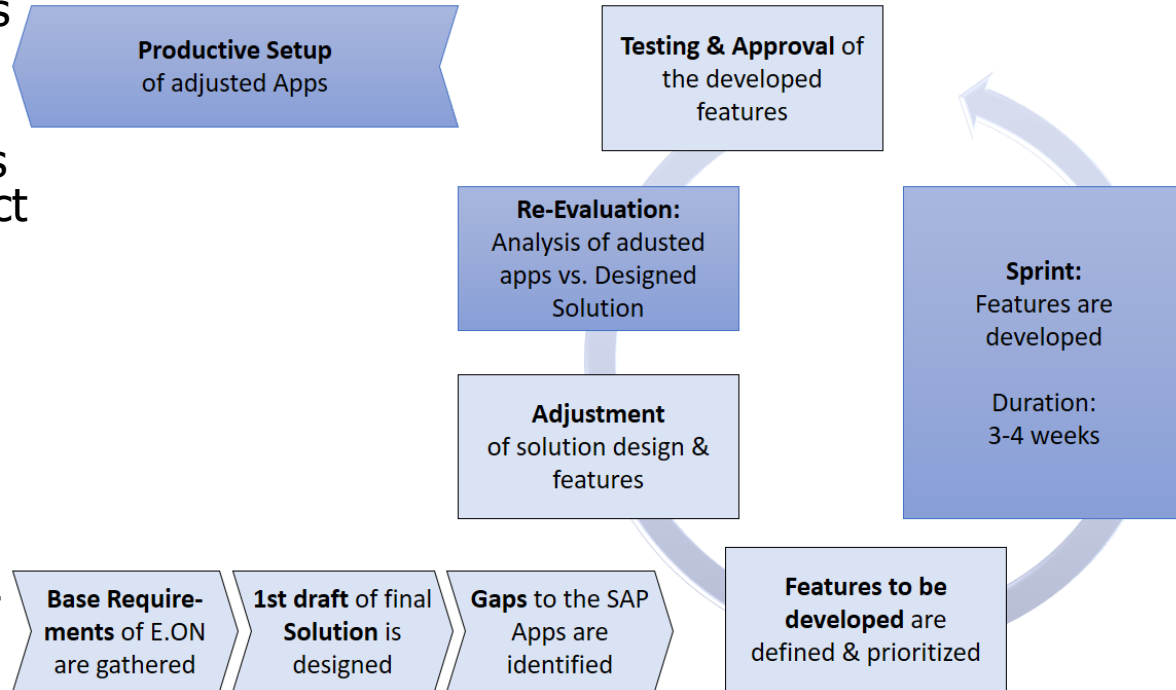 s
Productive Setup
of adjusted Apps
Testing & Approval of
the developed
features
s
ct
Re-Evaluation:
Analysis of adusted
apps vs. Designed
Solution
Sprint:
Features are
developed
Duration:
3-4 weeks
Adjustment
of solution design &
features
Base Require-
ments of E.ON
are gathered
1st draft of final
Solution is
designed
Gaps to the SAP
Apps are
identified
Features to be
developed are
defined & prioritized